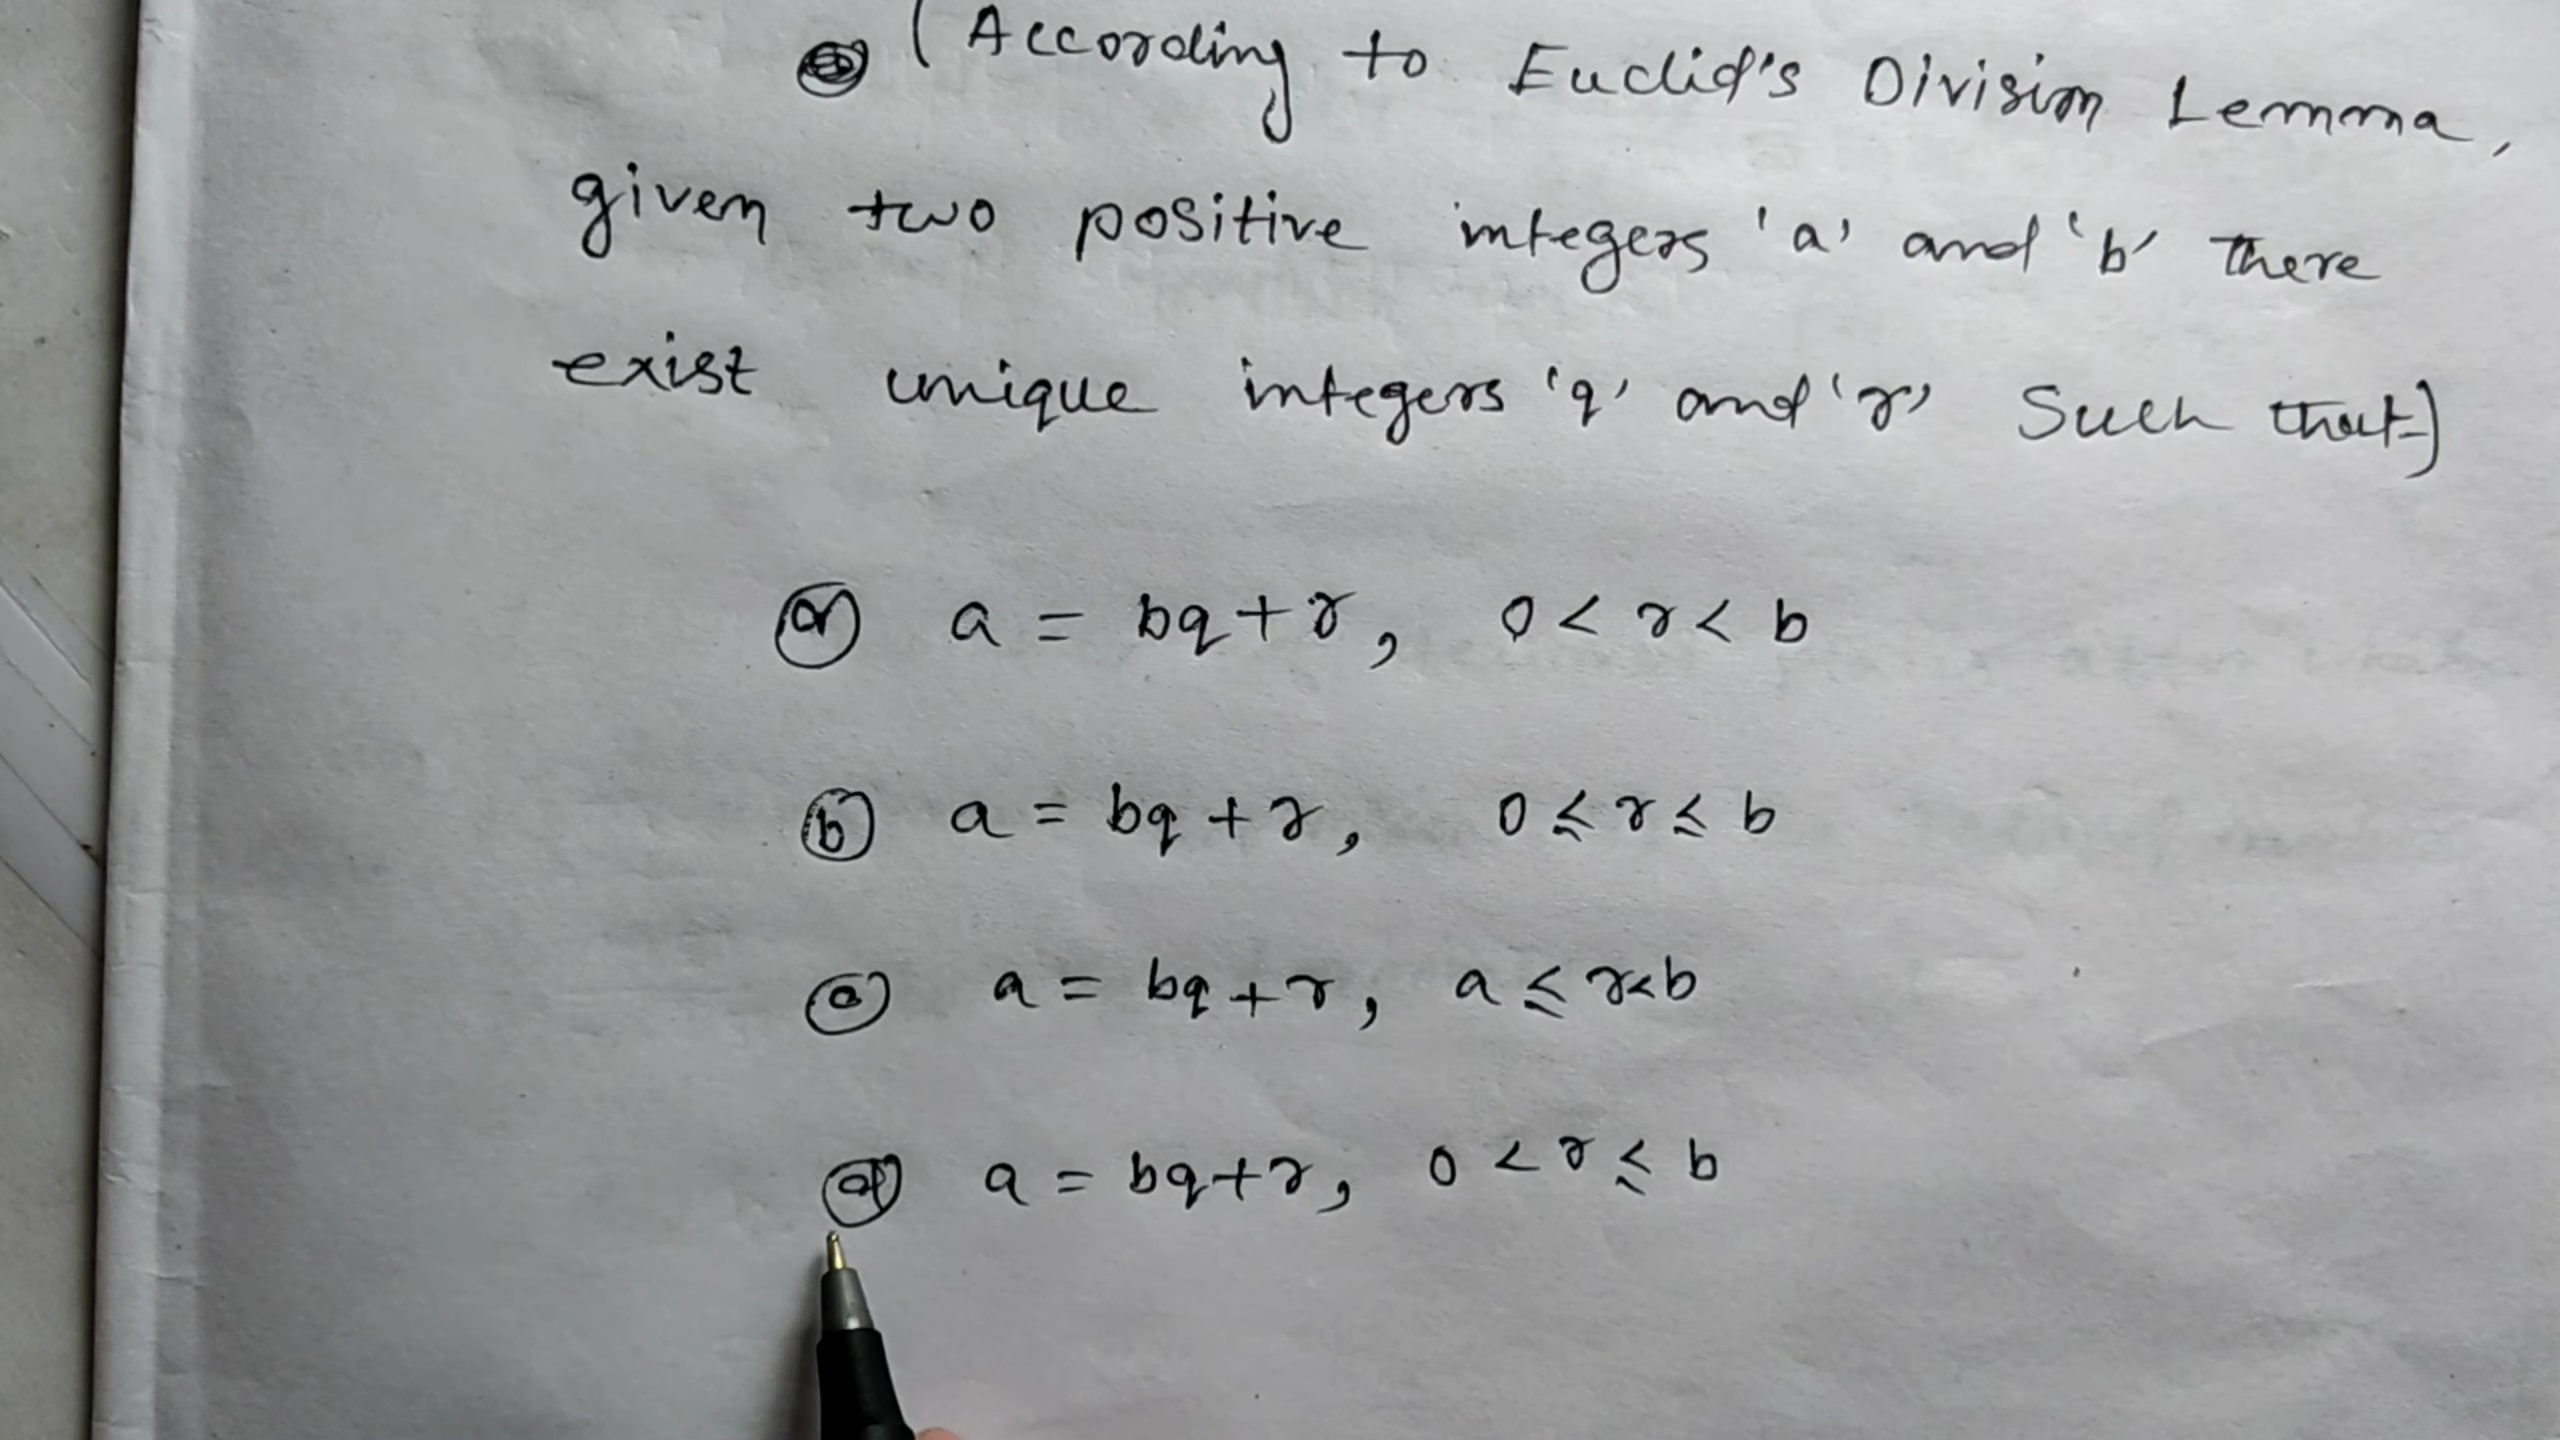 (According to Euclid's Division Lemma,
given two positive integers 'a' and 'b' there
exist unique integers 'q' and 'r' such that)
(a) a = bq + r, 0 < r < b
(b) a = bq + r, 0 ≤ r ≤ b
(c) a = bq + r, a ≤ r < b
(d) a = bq + r, 0 < r ≤ b